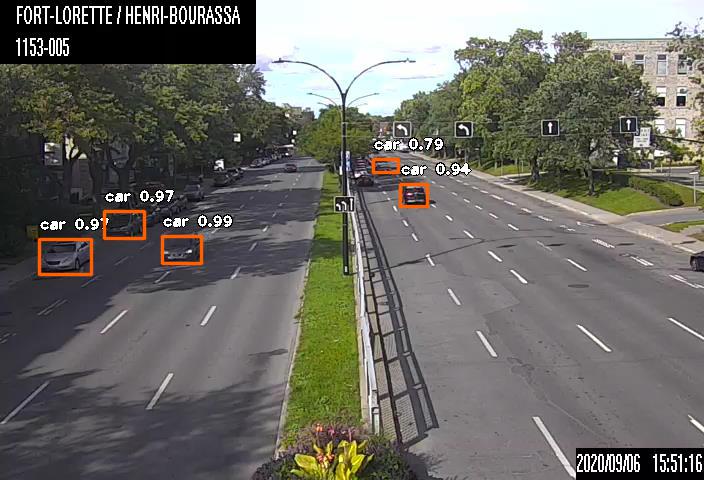 FORT-LORETTE / HENRI-BOURASSA
1153-005
car 0.79
car 0.94
car 0.97
car 0.97
car 0.99
2020/09/06 15:51:16